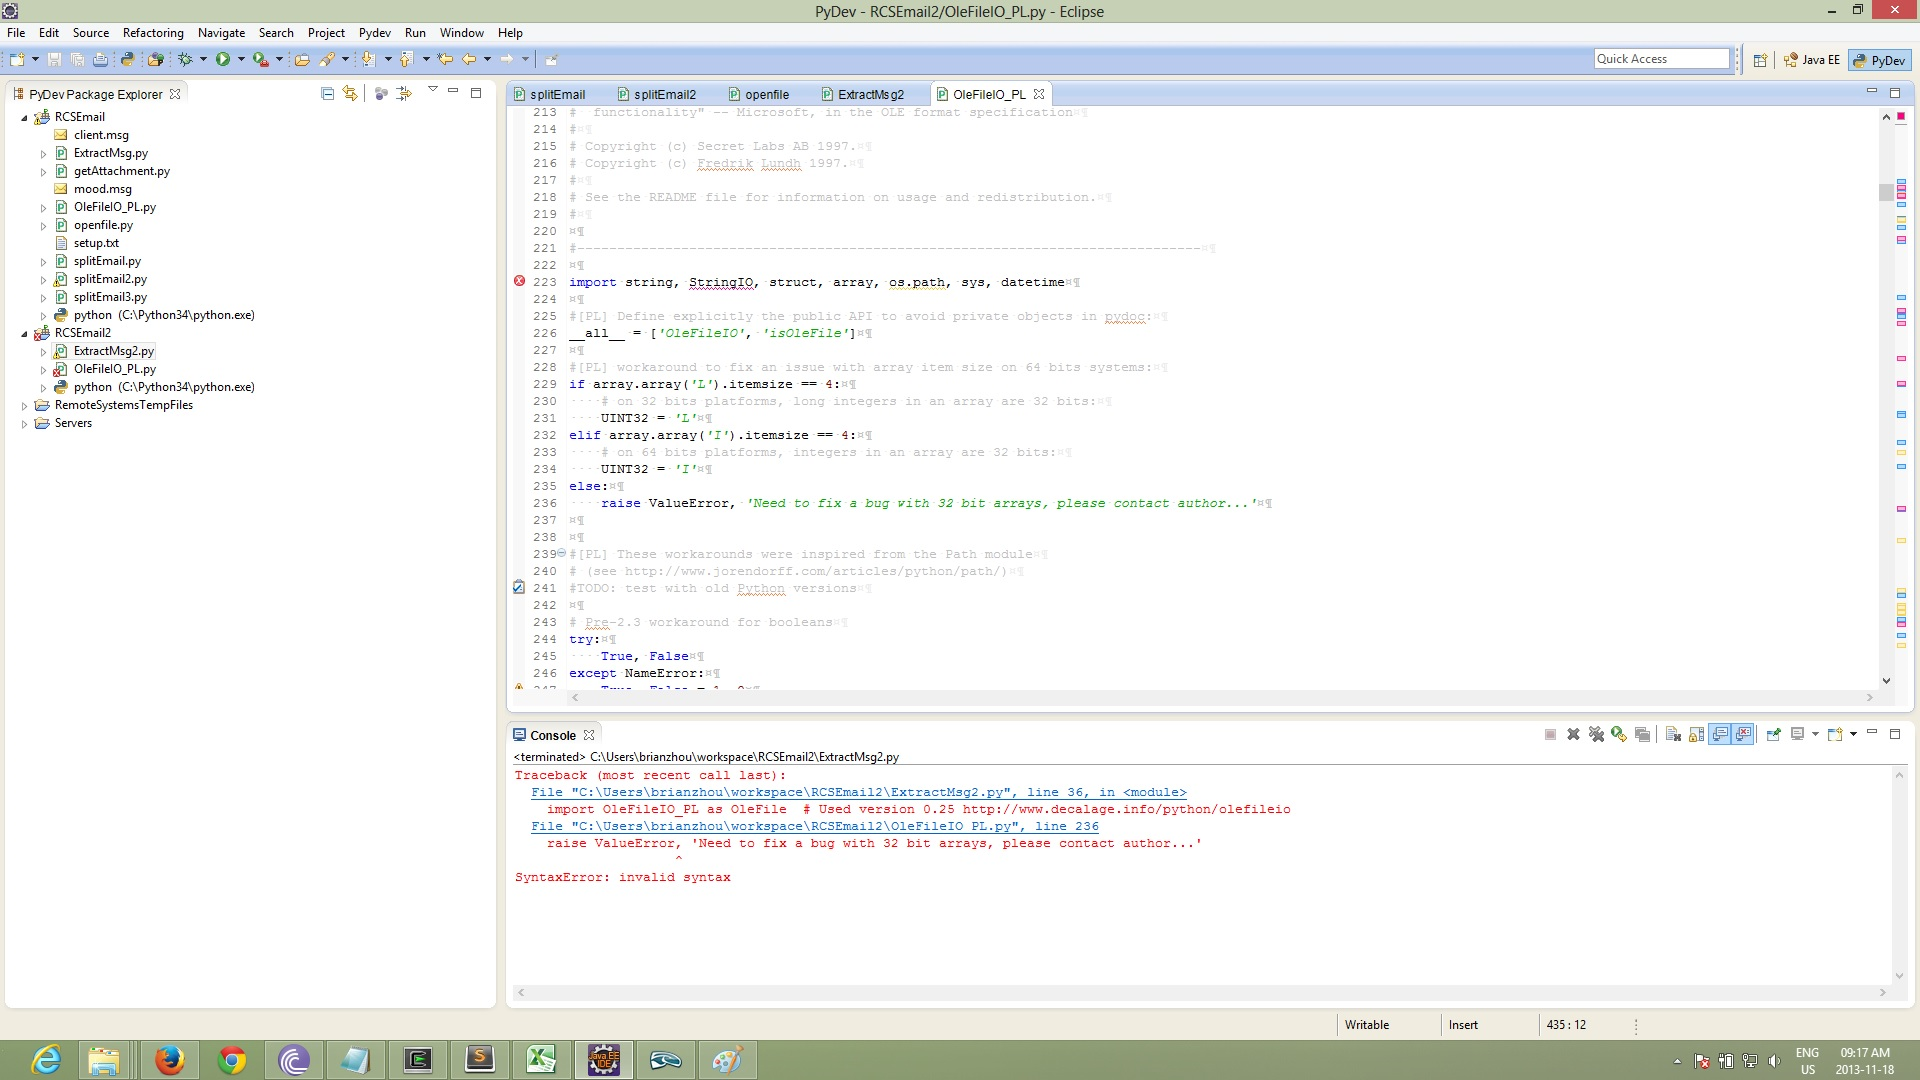 PyDev - RCSEmail2/OleFileIO_PL.py - Eclipse
File Edit Source Refactoring Navigate Search Project Pydev Run Window Help
Quick Access
Java EE
PyDev
PyDev Package Explorer
RCSEmail
client.msg
ExtractMsg.py
getAttachment.py
mood.msg
OleFileIO_PL.py
openfile.py
setup.txt
splitEmail.py
splitEmail2.py
splitEmail3.py
python (C:\Python34\python.exe)
RCSEmail2
ExtractMsg2.py
OleFileIO_PL.py
python (C:\Python34\python.exe)
RemoteSystemsTempFiles
Servers
splitEmail splitEmail2 openfile ExtractMsg2 OleFileIO_PL
213 # functionality" -- Microsoft, in the OLE format specification¤¶
214 #¤¶
215 # Copyright (c) Secret Labs AB 1997.¤¶
216 # Copyright (c) Fredrik Lundh 1997.¤¶
217 #¤¶
218 # See the README file for information on usage and redistribution.¤¶
219 #¤¶
220 ¤¶
221 #------------------------------------------------------------------------------¤¶
222 ¤¶
223 import string, StringIO, struct, array, os.path, sys, datetime¤¶
224 ¤¶
225 #[PL] Define explicitly the public API to avoid private objects in pydoc:¤¶
226 __all__ = ['OleFileIO', 'isOleFile']¤¶
227 ¤¶
228 #[PL] workaround to fix an issue with array item size on 64 bits systems:¤¶
229 if array.array('L').itemsize == 4:¤¶
230 ····# on 32 bits platforms, long integers in an array are 32 bits:¤¶
231 ····UINT32 = 'L'¤¶
232 elif array.array('I').itemsize == 4:¤¶
233 ····# on 64 bits platforms, integers in an array are 32 bits:¤¶
234 ····UINT32 = 'I'¤¶
235 else:¤¶
236 ····raise ValueError, 'Need to fix a bug with 32 bit arrays, please contact author...'¤¶
237 ¤¶
238 ¤¶
239 #[PL] These workarounds were inspired from the Path module¤¶
240 # (see http://www.jorendorff.com/articles/python/path/)¤¶
241 #TODO: test with old Python versions¤¶
242 ¤¶
243 # Pre-2.3 workaround for booleans¤¶
244 try:¤¶
245 ····True, False¤¶
246 except NameError:¤¶
247 True, False = 1, 0¤¶
Console
<terminated> C:\Users\brianzhou\workspace\RCSEmail2\ExtractMsg2.py
Traceback (most recent call last):
File "C:\Users\brianzhou\workspace\RCSEmail2\ExtractMsg2.py", line 36, in <module>
import OleFileIO_PL as OleFile # Used version 0.25 http://www.decalage.info/python/olefileio
File "C:\Users\brianzhou\workspace\RCSEmail2\OleFileIO_PL.py", line 236
raise ValueError, 'Need to fix a bug with 32 bit arrays, please contact author...'
^
SyntaxError: invalid syntax
Writable
Insert
435 : 12
Java EE IDE
ENG
US
09:17 AM
2013-11-18